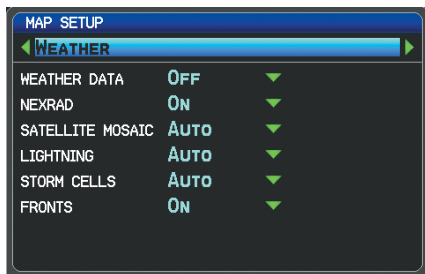 MAP SETUP
WEATHER
WEATHER DATA OFF
NEXRAD ON
SATELLITE MOSAIC AUTO
LIGHTNING AUTO
STORM CELLS AUTO
FRONTS ON